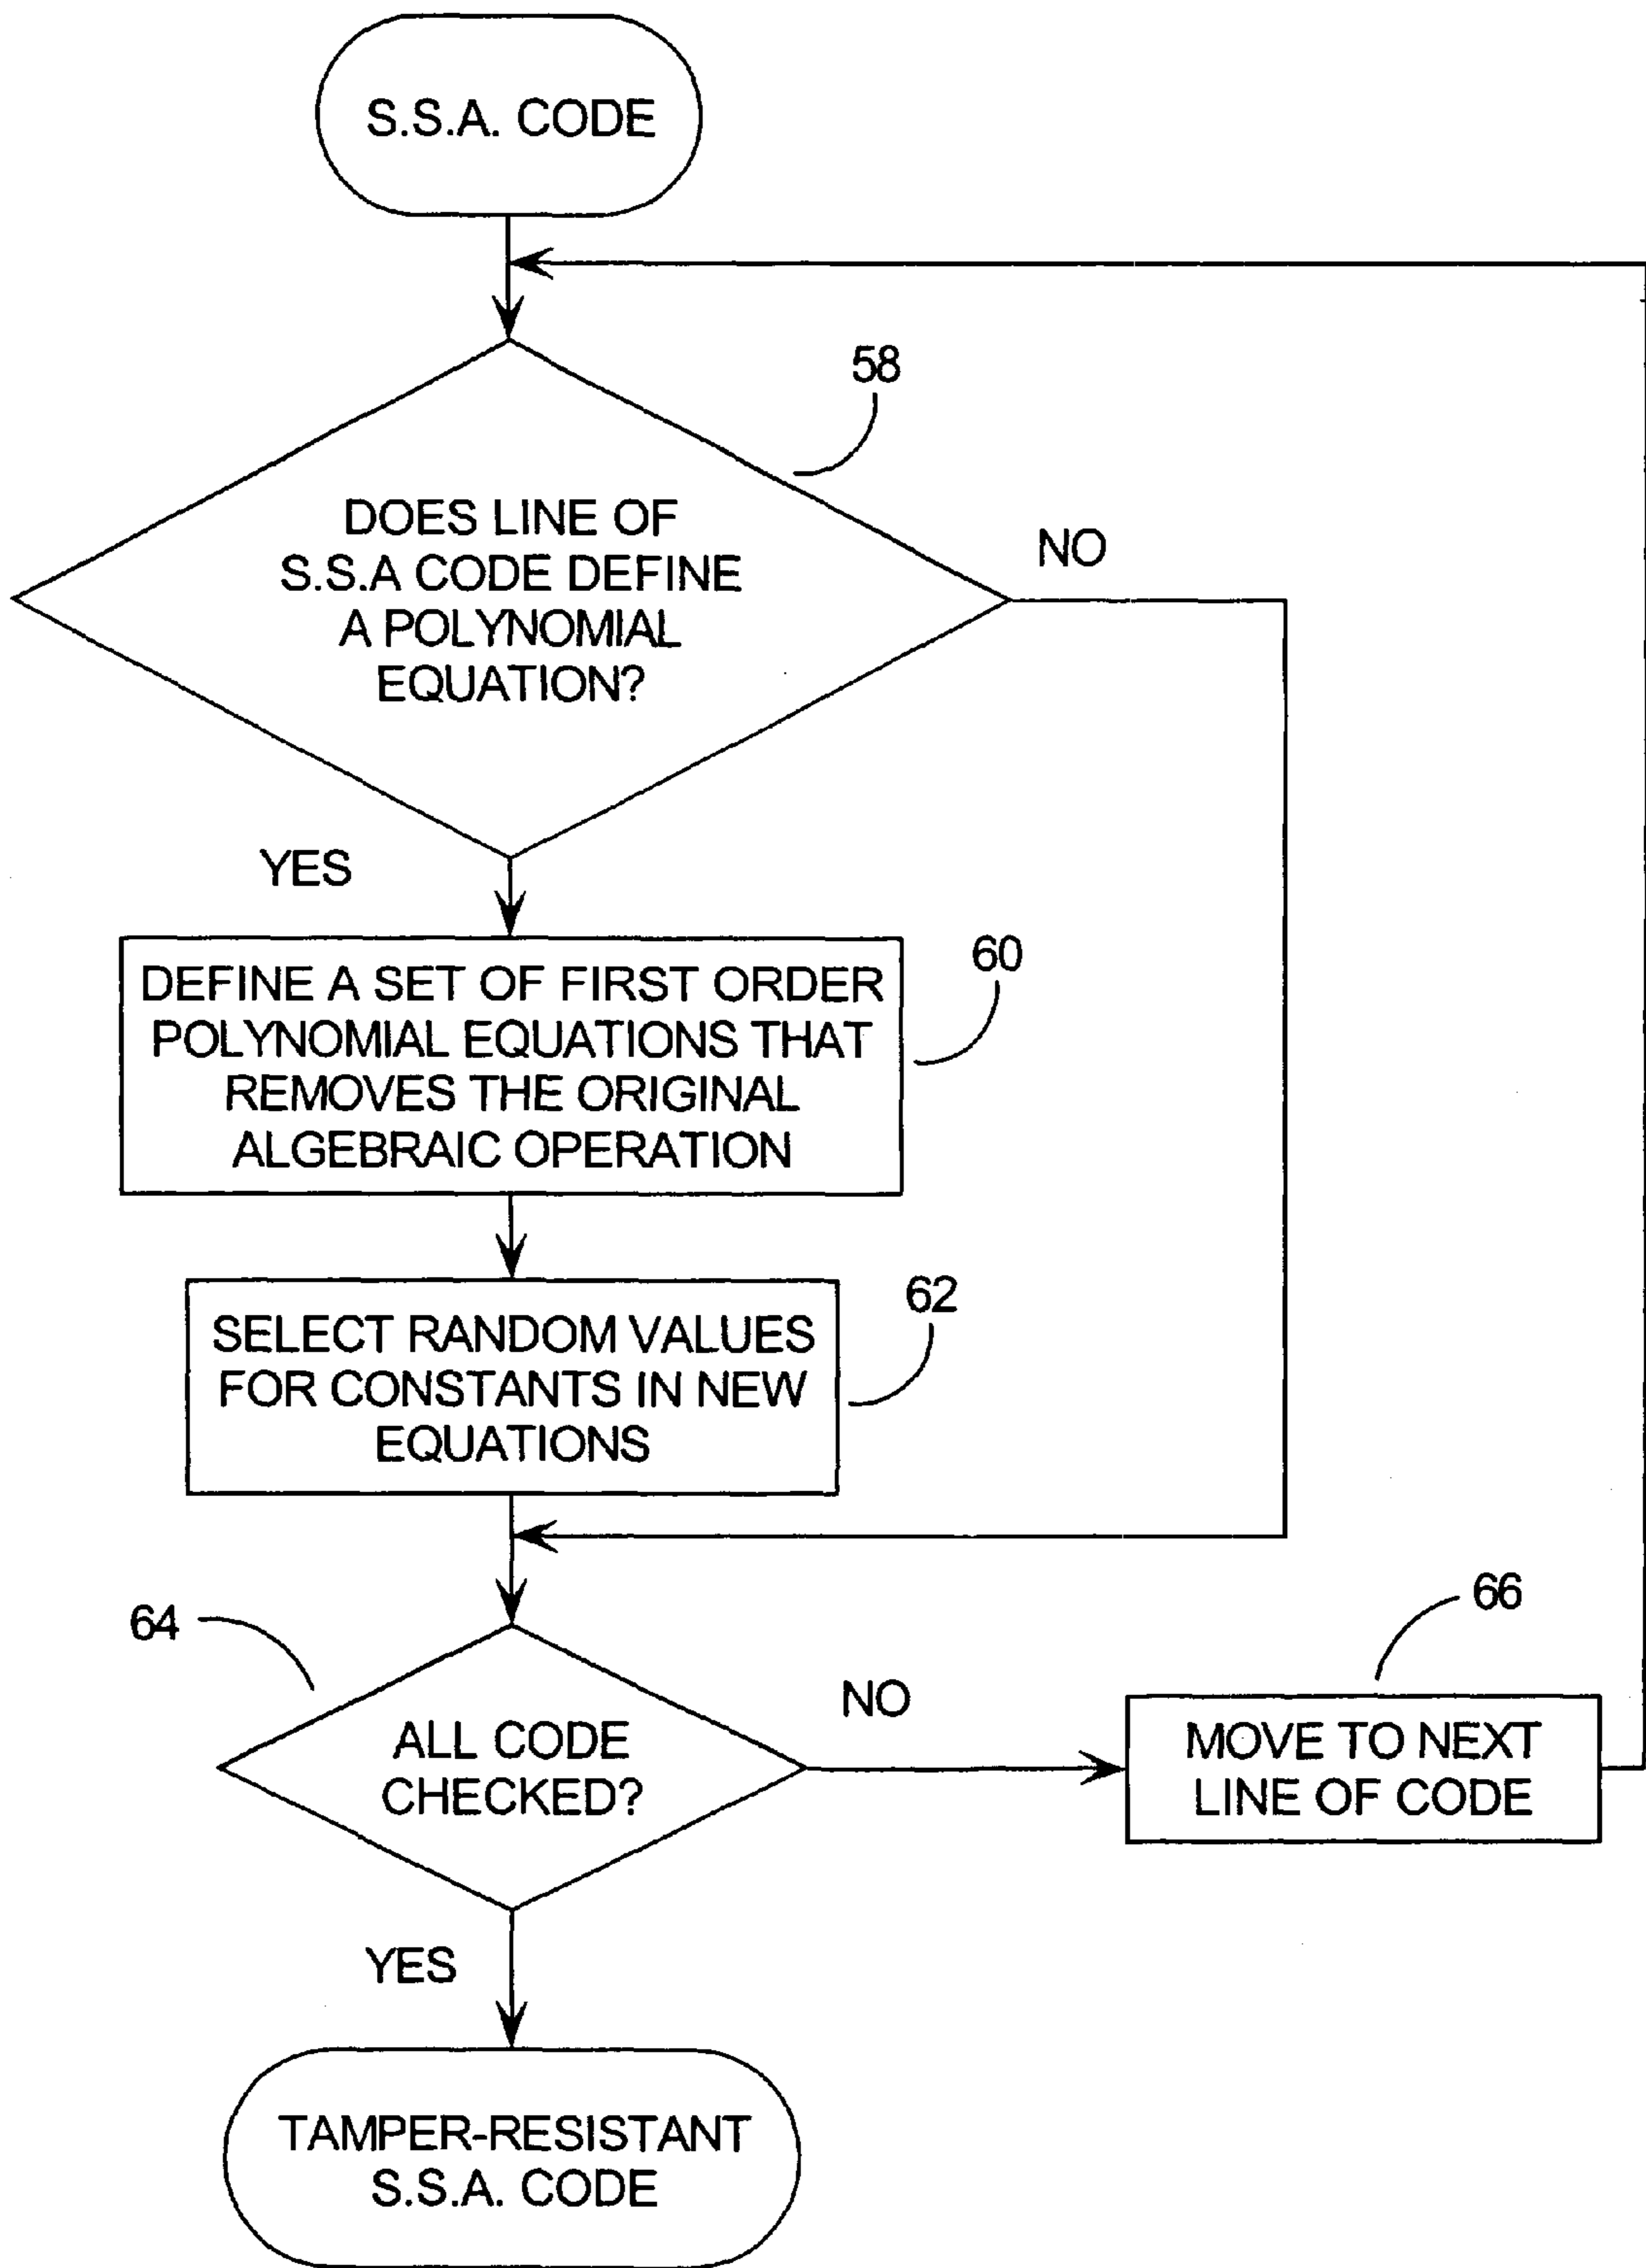 S.S.A. CODE
58
DOES LINE OF
S.S.A CODE DEFINE
A POLYNOMIAL
EQUATION?
NO
YES
60
DEFINE A SET OF FIRST ORDER
POLYNOMIAL EQUATIONS THAT
REMOVES THE ORIGINAL
ALGEBRAIC OPERATION
62
SELECT RANDOM VALUES
FOR CONSTANTS IN NEW
EQUATIONS
64
ALL CODE
CHECKED?
NO
66
MOVE TO NEXT
LINE OF CODE
YES
TAMPER-RESISTANT
S.S.A. CODE